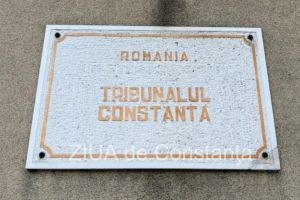 ROMANIA
TRIBUNALUL
CONSTANTA
ZIUA de Constanta